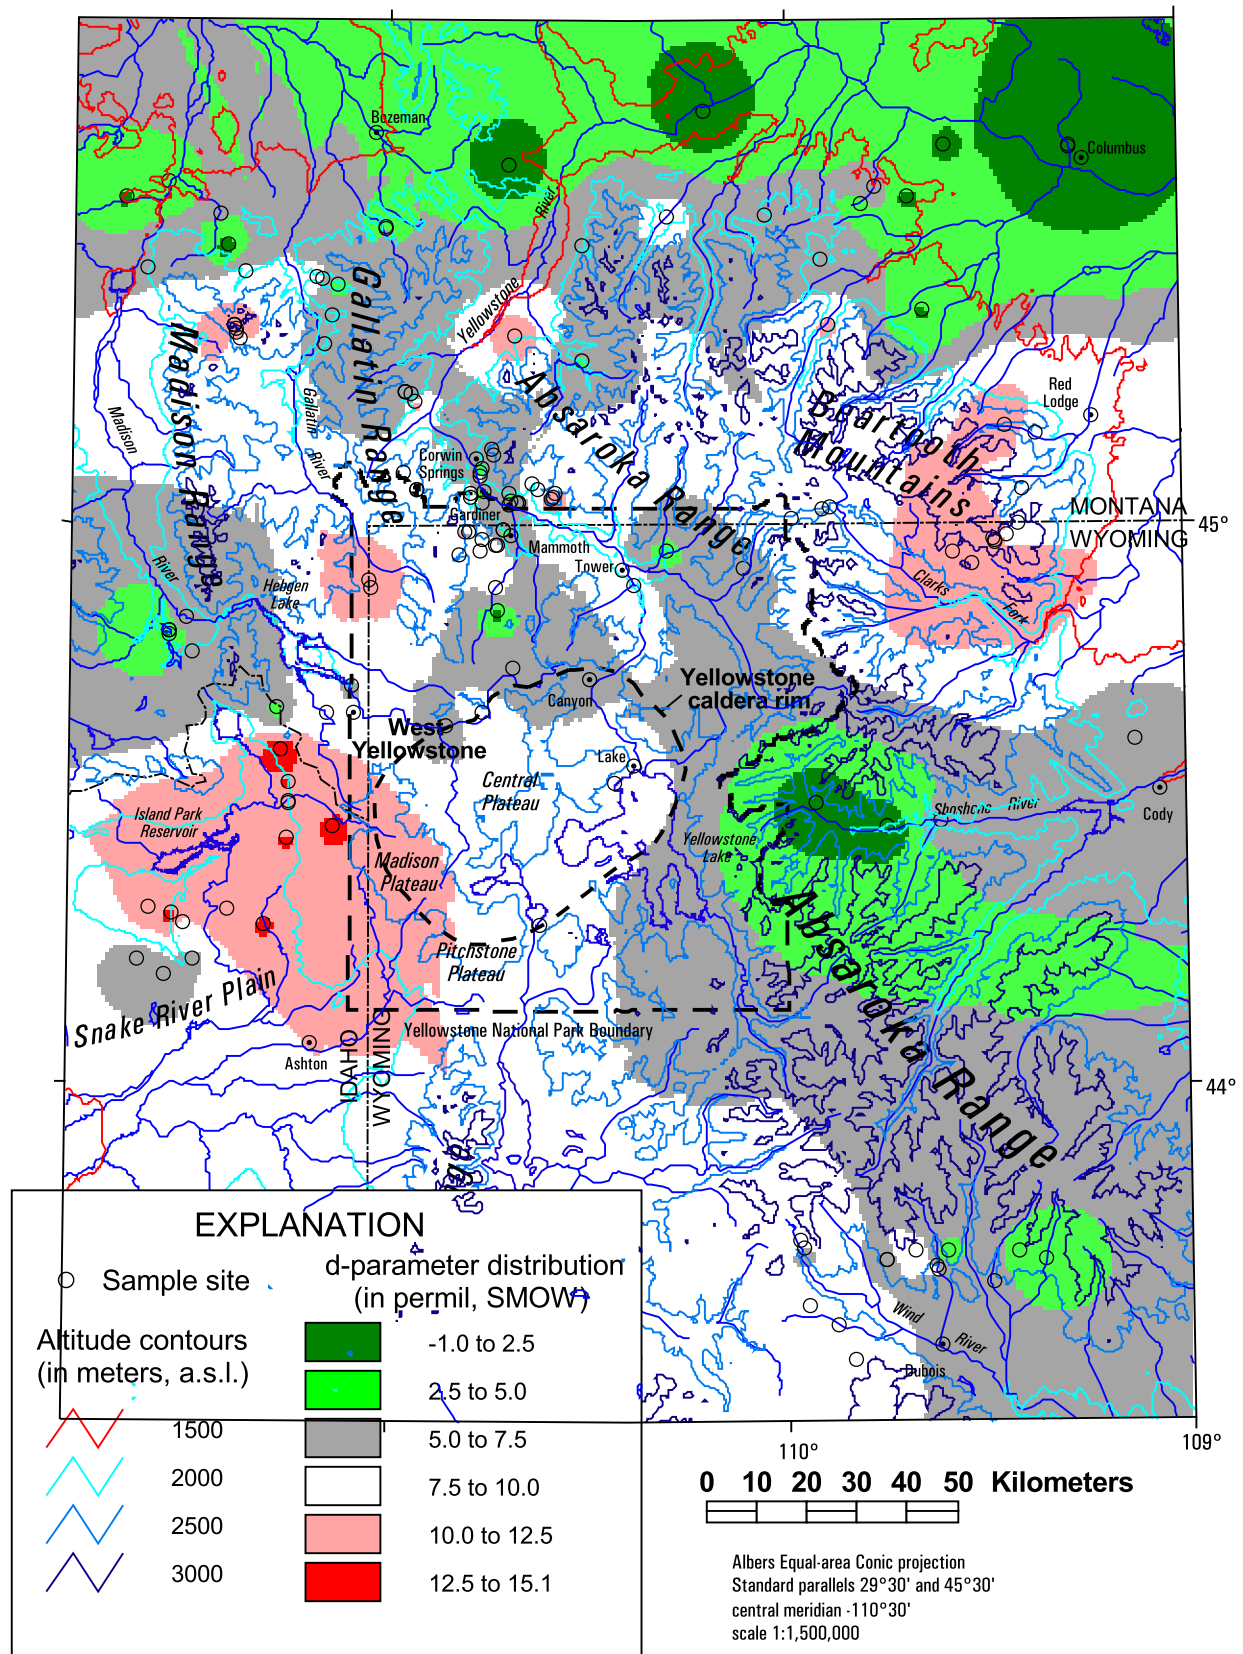 Bozeman
Columbus
River
Yellowstone
Gallatin Range
Madison Range
Madison
River
Gallatin
River
Absaroka Range
Beartooth
Mountains
Red
Lodge
Corwin
Springs
Gardiner
Mammoth
Tower
MONTANA
WYOMING
45°
Hebgen
Lake
Clarks
Fork
Canyon
Yellowstone
caldera rim
West
Yellowstone
Lake
Central
Plateau
Island Park
Reservoir
Madison
Plateau
Yellowstone
Lake
Shoshone River
Cody
Pitchstone
Plateau
Absaroka Range
Snake River Plain
Yellowstone National Park Boundary
Ashton
IDAHO
WYOMING
44°
nge
Wind
River
Dubois
EXPLANATION
Sample site
d-parameter distribution
(in permil, SMOW)
Altitude contours
(in meters, a.s.l.)
-1.0 to 2.5
2.5 to 5.0
1500
5.0 to 7.5
2000
7.5 to 10.0
2500
10.0 to 12.5
3000
12.5 to 15.1
110°
109°
0 10 20 30 40 50 Kilometers
Albers Equal-area Conic projection
Standard parallels 29°30' and 45°30'
central meridian -110°30'
scale 1:1,500,000